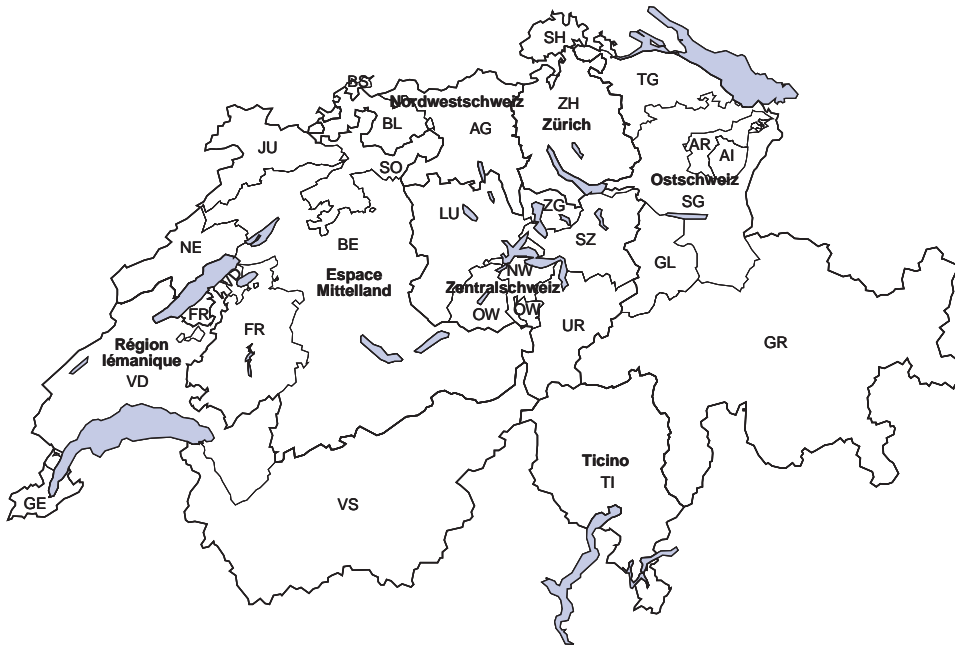 SH
TG
BS
Nordwestschweiz
ZH
Zürich
BL
AG
JU
AR
AI
SO
Ostschweiz
SG
LU
ZG
NE
BE
SZ
GL
Espace
Mittelland
NW
Zentralschweiz
VD
FR
OW
OW
UR
FR
GR
Région
lémanique
VD
Ticino
TI
GE
VS